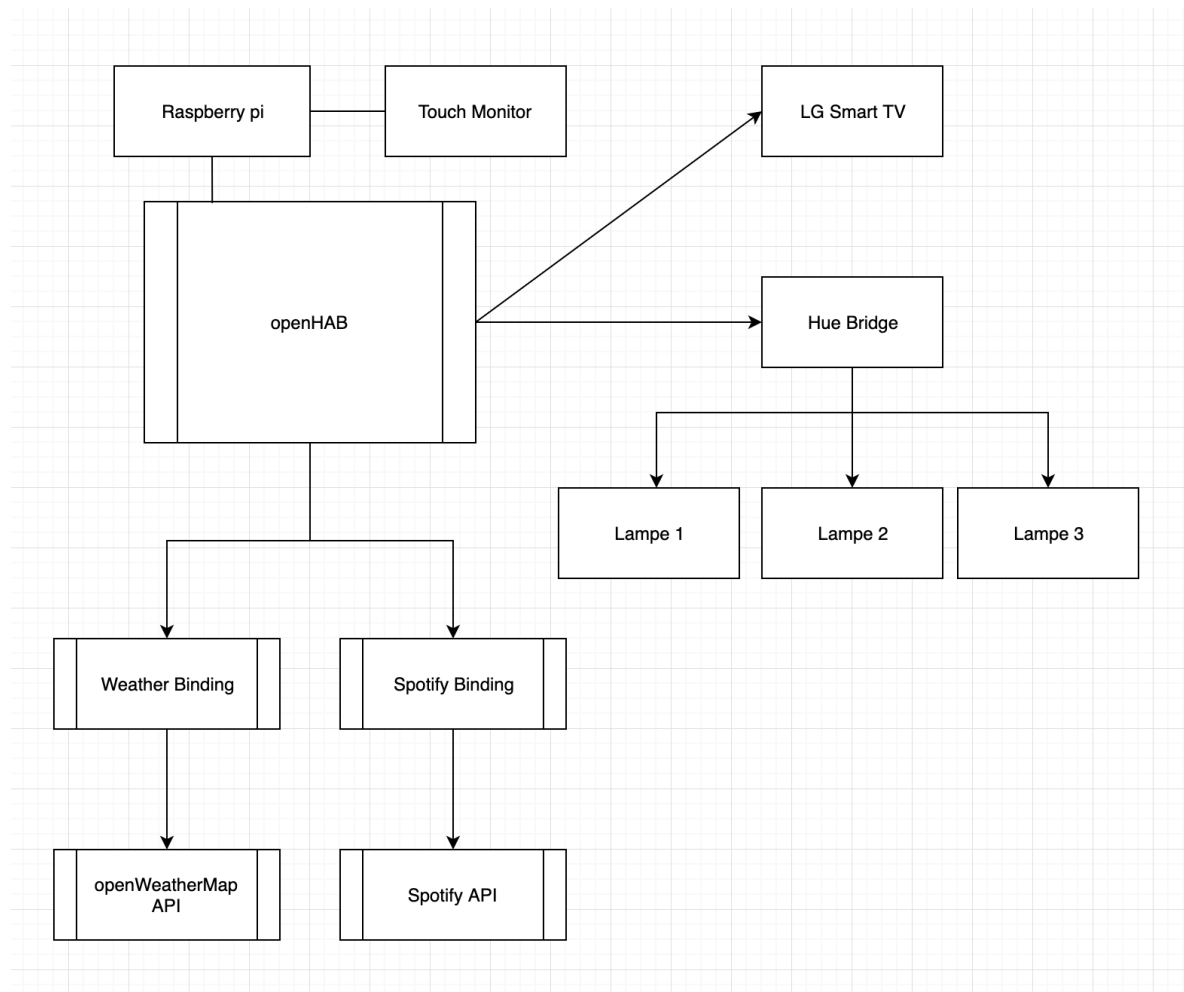 Raspberry pi
Touch Monitor
LG Smart TV
openHAB
Hue Bridge
Lampe 1
Lampe 2
Lampe 3
Weather Binding
Spotify Binding
openWeatherMap
API
Spotify API